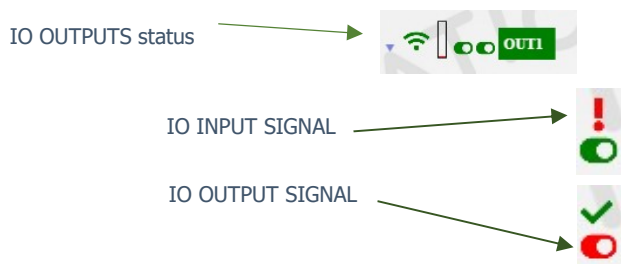 IO OUTPUTS status
OUT1
IO INPUT SIGNAL
IO OUTPUT SIGNAL